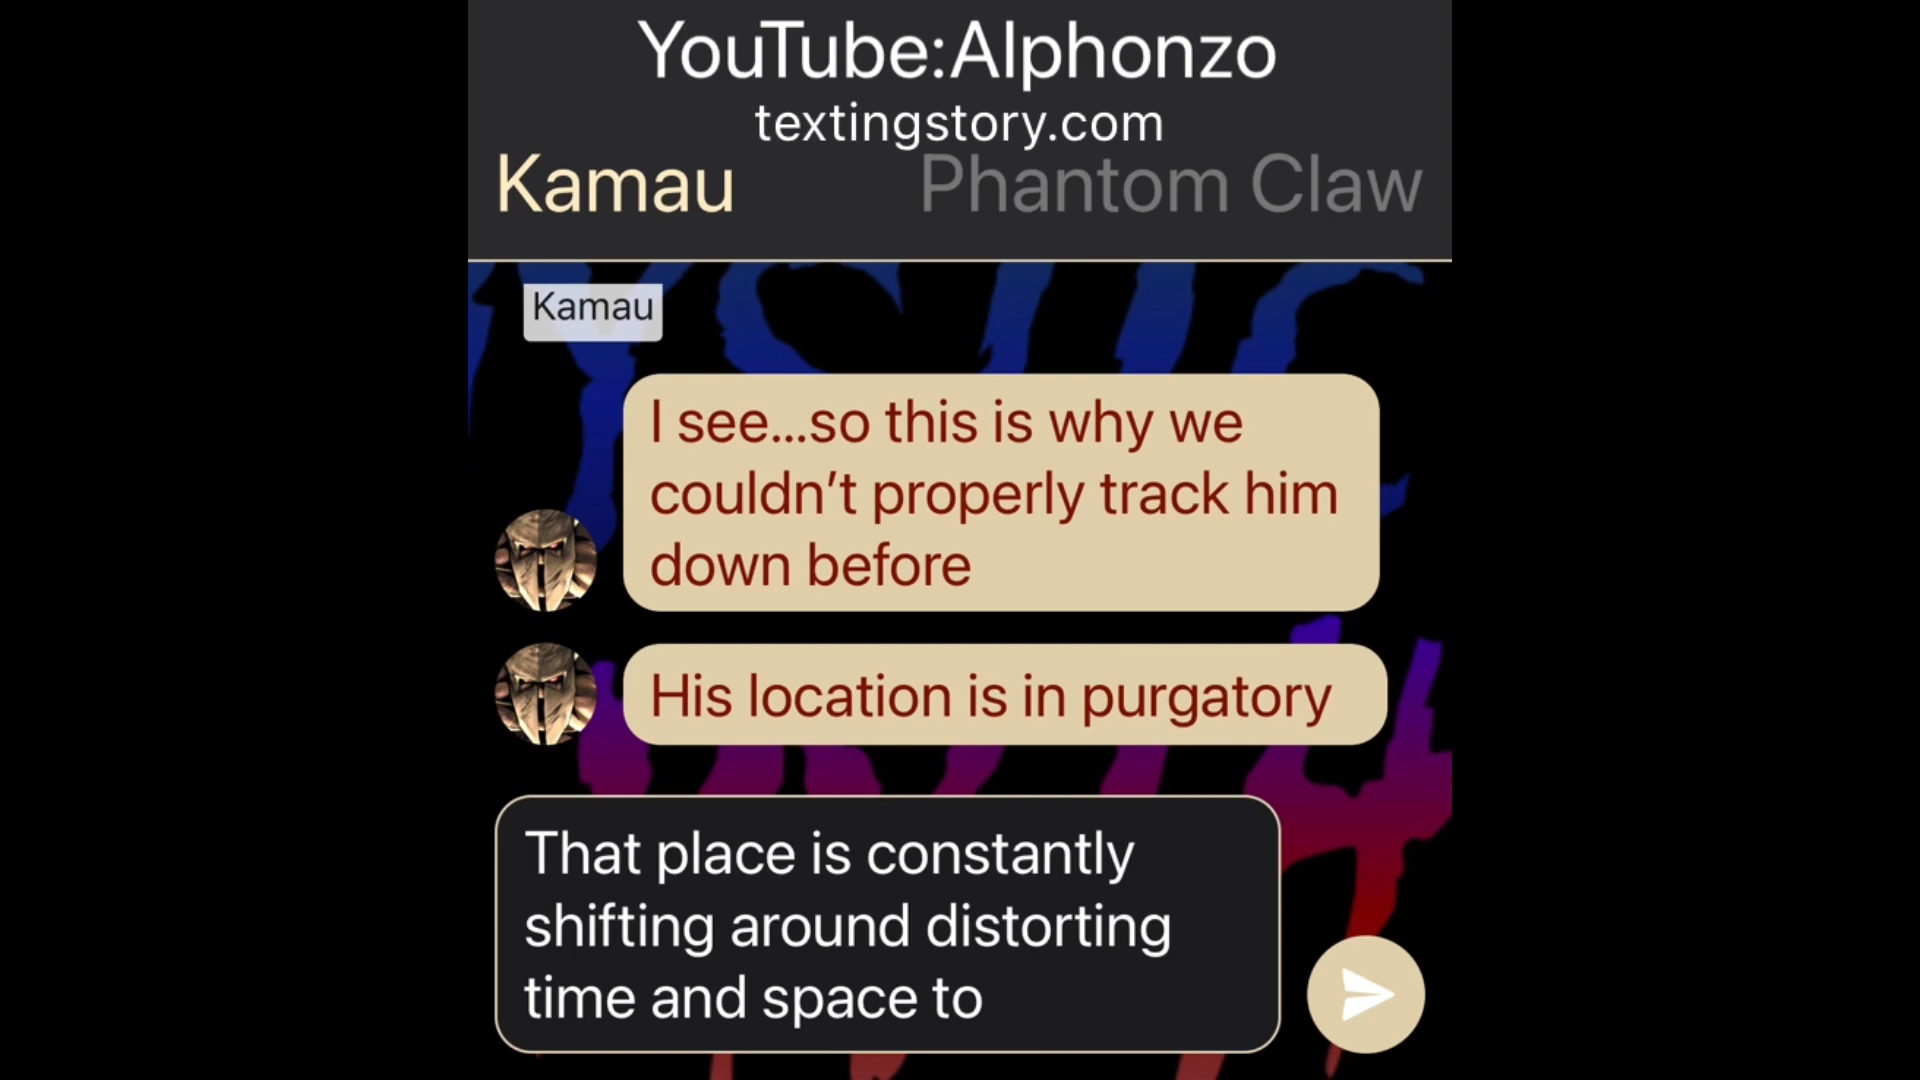 YouTube:Alphonzo
textingstory.com
Kamau
Phantom Claw
Kamau
I see...so this is why we
couldn’t properly track him
down before
His location is in purgatory
That place is constantly
shifting around distorting
time and space to